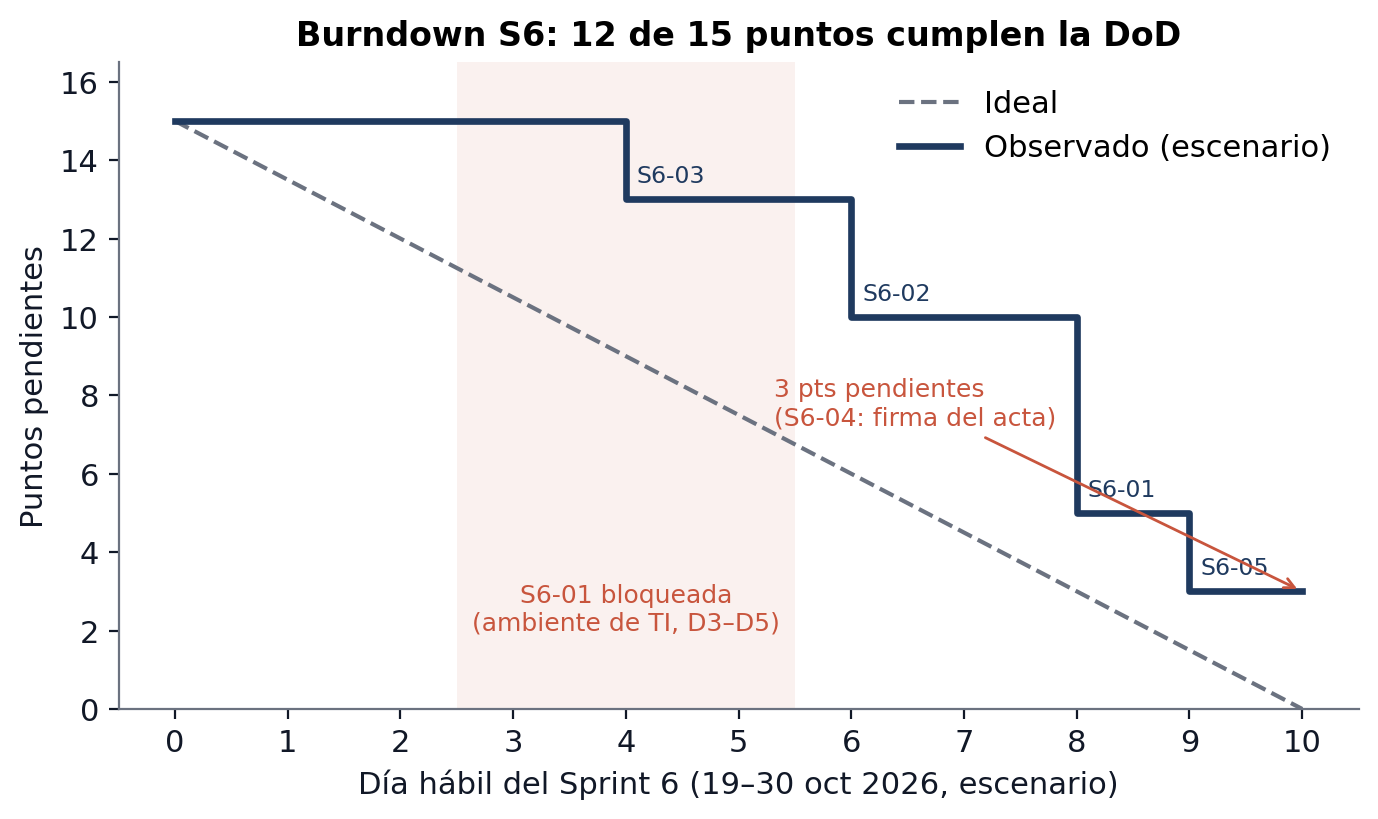 Burndown S6: 12 de 15 puntos cumplen la DoD
Ideal
Observado (escenario)
Puntos pendientes
16
14
12
10
8
6
4
2
0
S6-03
S6-02
3 pts pendientes
(S6-04: firma del acta)
S6-01
S6-05
S6-01 bloqueada
(ambiente de TI, D3–D5)
0 1 2 3 4 5 6 7 8 9 10
Día hábil del Sprint 6 (19–30 oct 2026, escenario)